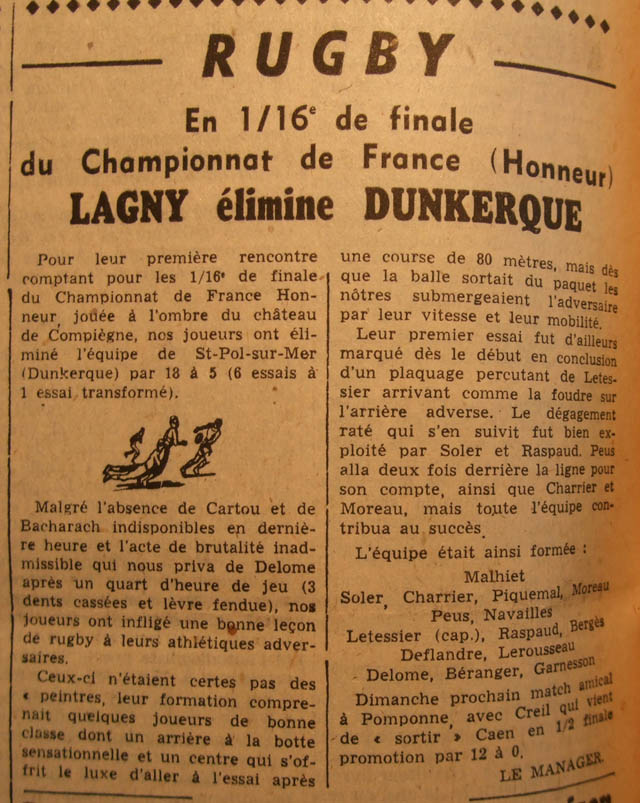 RUGBY
En 1/16e de finale
du Championnat de France (Honneur)
LAGNY élimine DUNKERQUE
Pour leur première rencontre
comptant pour les 1/16e de finale
du Championnat de France Hon-
neur, jouée à l'ombre du château
de Compiègne, nos joueurs ont éli-
miné l'équipe de St-Pol-sur-Mer
(Dunkerque) par 18 à 5 (6 essais à
1 essai transformé).
Malgré l'absence de Cartou et de
Bacharach indisponibles en derniè-
re heure et l'acte de brutalité inad-
missible qui nous priva de Delome
après un quart d'heure de jeu (3
dents cassées et lèvre fendue), nos
joueurs ont infligé une bonne leçon
de rugby à leurs athlétiques adver-
saires.
Ceux-ci n'étaient certes pas des
« peintres, leur formation compre-
nait quelques joueurs de bonne
classe dont un arrière à la botte
sensationnelle et un centre qui s'of-
frit le luxe d'aller à l'essai après
une course de 80 mètres, mais dès
que la balle sortait du paquet les
nôtres submergeaient l'adversaire
par leur vitesse et leur mobilité.
Leur premier essai fut d'ailleurs
marqué dès le début en conclusion
d'un plaquage percutant de Letes-
sier arrivant comme la foudre sur
l'arrière adverse. Le dégagement
raté qui s'en suivit fut bien ex-
ploité par Soler et Raspaud. Peus
alla deux fois derrière la ligne pour
son compte, ainsi que Charrier et
Moreau, mais toute l'équipe con-
tribua au succès.
L'équipe était ainsi formée :
Malhiet
Soler, Charrier, Piquemal, Moreau
Peus, Navailles
Letessier (cap.), Raspaud, Bergès
Deflandre, Lerousseau
Delome, Béranger, Garnesson
Dimanche prochain match amical
à Pomponne, avec Creil qui vient
de « sortir » Caen en 1/2 finale
promotion par 12 à 0.
LE MANAGER.